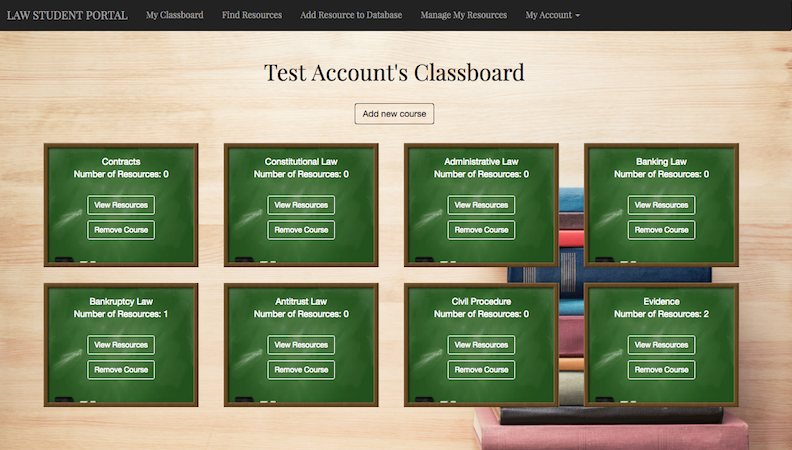 LAW STUDENT PORTAL My Classboard Find Resources Add Resource to Database Manage My Resources My Account
Test Account's Classboard
Add new course
Contracts
Number of Resources: 0
View Resources
Remove Course
Constitutional Law
Number of Resources: 0
View Resources
Remove Course
Administrative Law
Number of Resources: 0
View Resources
Remove Course
Banking Law
Number of Resources: 0
View Resources
Remove Course
Bankruptcy Law
Number of Resources: 1
View Resources
Remove Course
Antitrust Law
Number of Resources: 0
View Resources
Remove Course
Civil Procedure
Number of Resources: 0
View Resources
Remove Course
Evidence
Number of Resources: 2
View Resources
Remove Course